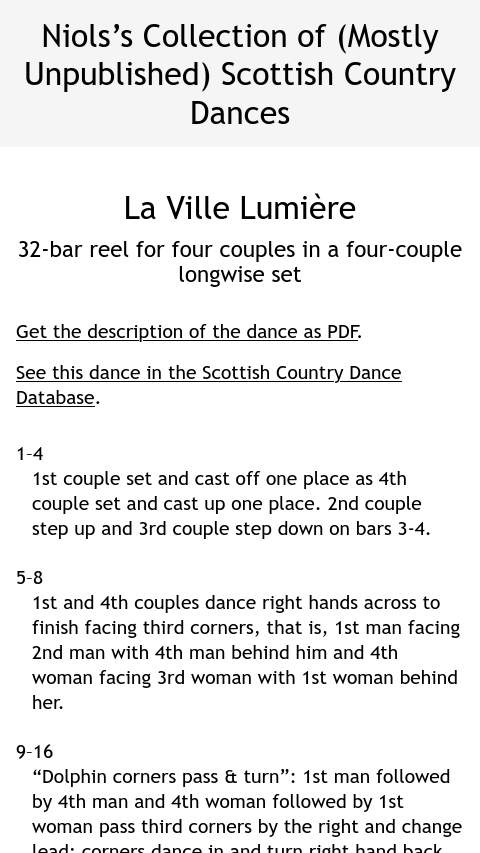 Niols’s Collection of (Mostly
Unpublished) Scottish Country
Dances
La Ville Lumière
32-bar reel for four couples in a four-couple
longwise set
Get the description of the dance as PDF.
See this dance in the Scottish Country Dance
Database.
1–4
1st couple set and cast off one place as 4th
couple set and cast up one place. 2nd couple
step up and 3rd couple step down on bars 3-4.
5–8
1st and 4th couples dance right hands across to
finish facing third corners, that is, 1st man facing
2nd man with 4th man behind him and 4th
woman facing 3rd woman with 1st woman behind
her.
9–16
“Dolphin corners pass & turn”: 1st man followed
by 4th man and 4th woman followed by 1st
woman pass third corners by the right and change
lead; corners dance in and turn right hand back